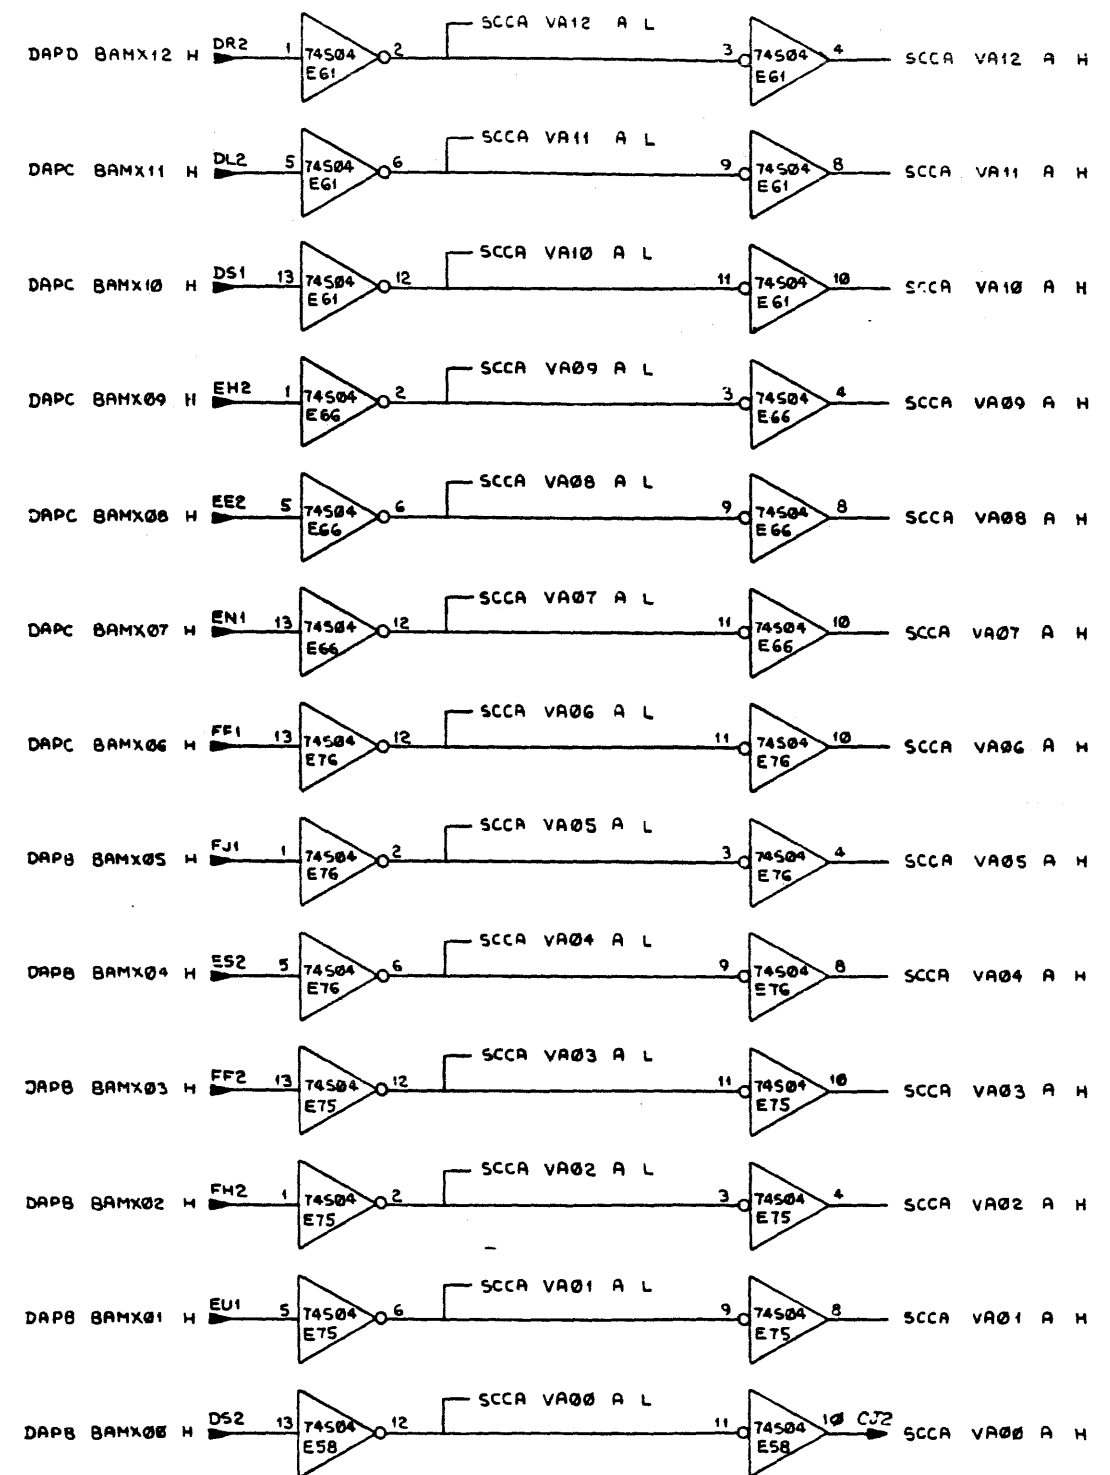 SCCA VA12 A L
DAPD BAMX12 H DR2 1 74S04 E61 2 3 74S04 E61 4 SCCA VA12 A H
SCCA VA11 A L
DAPC BAMX11 H DL2 5 74S04 E61 6 9 74S04 E61 8 SCCA VA11 A H
SCCA VA10 A L
DAPC BAMX10 H DS1 13 74S04 E61 12 11 74S04 E61 10 SCCA VA10 A H
SCCA VA09 A L
DAPC BAMX09 H EH2 1 74S04 E66 2 3 74S04 E66 4 SCCA VA09 A H
SCCA VA08 A L
DAPC BAMX08 H EE2 5 74S04 E66 6 9 74S04 E66 8 SCCA VA08 A H
SCCA VA07 A L
DAPC BAMX07 H EN1 13 74S04 E66 12 11 74S04 E66 10 SCCA VA07 A H
SCCA VA06 A L
DAPC BAMX06 H FF1 13 74S04 E76 12 11 74S04 E76 10 SCCA VA06 A H
SCCA VA05 A L
DAPB BAMX05 H FJ1 1 74S04 E76 2 3 74S04 E76 4 SCCA VA05 A H
SCCA VA04 A L
DAPB BAMX04 H ES2 5 74S04 E76 6 9 74S04 E76 8 SCCA VA04 A H
SCCA VA03 A L
DAPB BAMX03 H FF2 13 74S04 E75 12 11 74S04 E75 10 SCCA VA03 A H
SCCA VA02 A L
DAPB BAMX02 H FH2 1 74S04 E75 2 3 74S04 E75 4 SCCA VA02 A H
SCCA VA01 A L
DAPB BAMX01 H EU1 5 74S04 E75 6 9 74S04 E75 8 SCCA VA01 A H
SCCA VA00 A L
DAPB BAMX00 H DS2 13 74S04 E58 12 11 74S04 E58 10 CJ2 SCCA VA00 A H